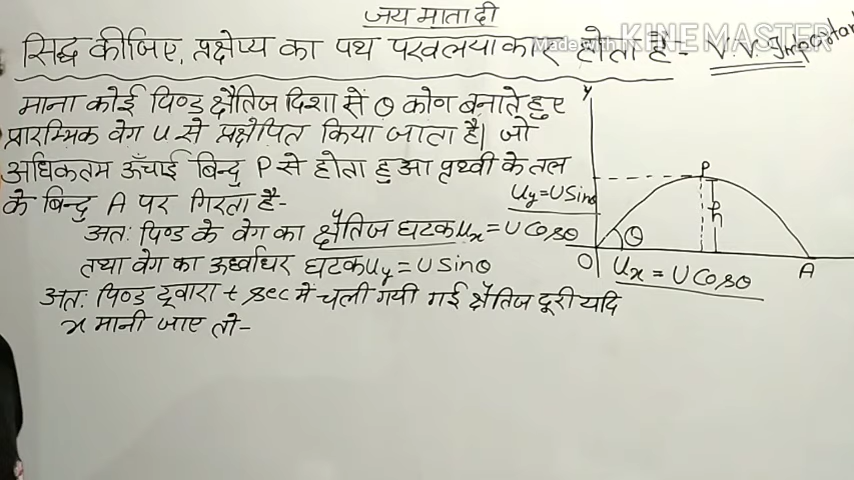 जय माता दी
Made with KINEMASTER
सिद्ध कीजिए, प्रक्षेप्य का पथ परवलयाकार होता है- V.V. Important
माना कोई पिण्ड क्षैतिज दिशा से θ कोण बनाते हुए
प्रारम्भिक वेग u से प्रक्षेपित किया जाता है। जो
अधिकतम ऊँचाई बिन्दु P से होता हुआ पृथ्वी के तल
के बिन्दु A पर गिरता है-
अतः पिण्ड के वेग का क्षैतिज घटक ux = U Cosθ
तथा वेग का ऊर्ध्वाधर घटक uy = U sinθ
अतः पिण्ड द्वारा t sec में चली गयी गई क्षैतिज दूरी यदि
x मानी जाए तो-
Y
P
uy = U Sinθ
h
θ
O
A
ux = U Cosθ